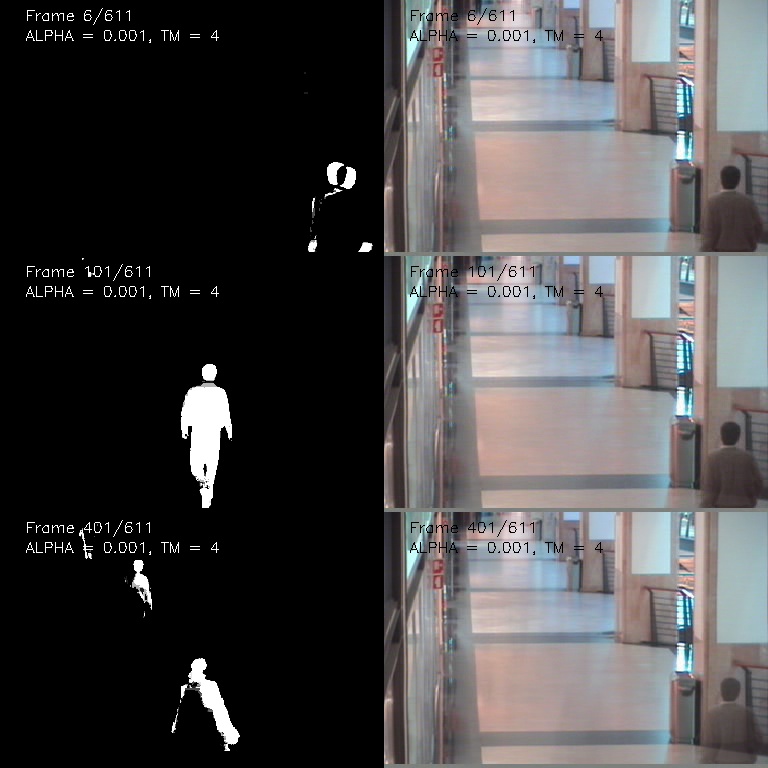 Frame 6/611
ALPHA = 0.001, TM = 4
Frame 6/611
ALPHA = 0.001, TM = 4
Frame 101/611
ALPHA = 0.001, TM = 4
Frame 101/611
ALPHA = 0.001, TM = 4
Frame 401/611
ALPHA = 0.001, TM = 4
Frame 401/611
ALPHA = 0.001, TM = 4